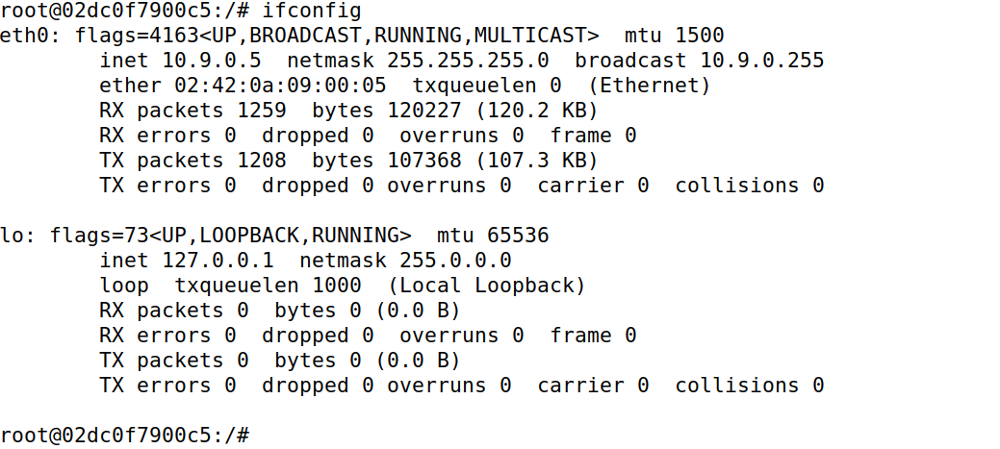 root@02dc0f7900c5:/# ifconfig
eth0: flags=4163<UP,BROADCAST,RUNNING,MULTICAST>  mtu 1500
        inet 10.9.0.5  netmask 255.255.255.0  broadcast 10.9.0.255
        ether 02:42:0a:09:00:05  txqueuelen 0  (Ethernet)
        RX packets 1259  bytes 120227 (120.2 KB)
        RX errors 0  dropped 0  overruns 0  frame 0
        TX packets 1208  bytes 107368 (107.3 KB)
        TX errors 0  dropped 0 overruns 0  carrier 0  collisions 0

lo: flags=73<UP,LOOPBACK,RUNNING>  mtu 65536
        inet 127.0.0.1  netmask 255.0.0.0
        loop  txqueuelen 1000  (Local Loopback)
        RX packets 0  bytes 0 (0.0 B)
        RX errors 0  dropped 0  overruns 0  frame 0
        TX packets 0  bytes 0 (0.0 B)
        TX errors 0  dropped 0 overruns 0  carrier 0  collisions 0

root@02dc0f7900c5:/#